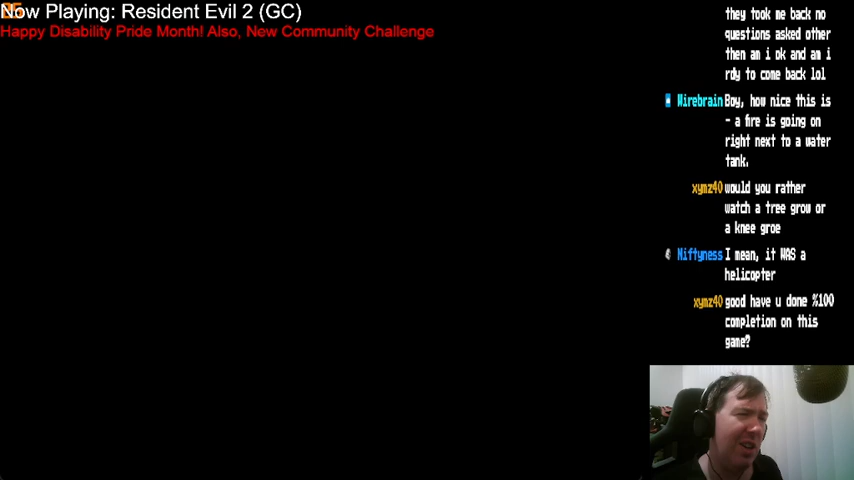 Now Playing: Resident Evil 2 (GC)
Happy Disability Pride Month! Also, New Community Challenge
they took me back no
questions asked other
then am i ok and am i
rdy to come back lol
Wirebrain Boy, how nice this is
- a fire is going on
right next to a water
tank.
xymz40 would you rather
watch a tree grow or
a knee groe
Niftyness I mean, it WAS a
helicopter
xymz40 good have u done %100
completion on this
game?